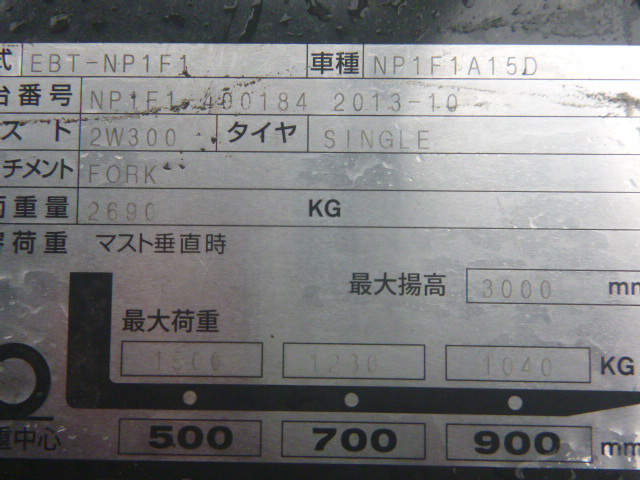 式 EBT-NP1F1 車種 NP1F1A15D
台番号 NP1F1-400184 2013-10
スト 2W300 タイヤ SINGLE
チメント FORK
荷重量 2690 KG
容荷重 マスト垂直時
最大揚高 3000 mm
最大荷重
1500 1230 1040 KG
重中心 500 700 900 mm